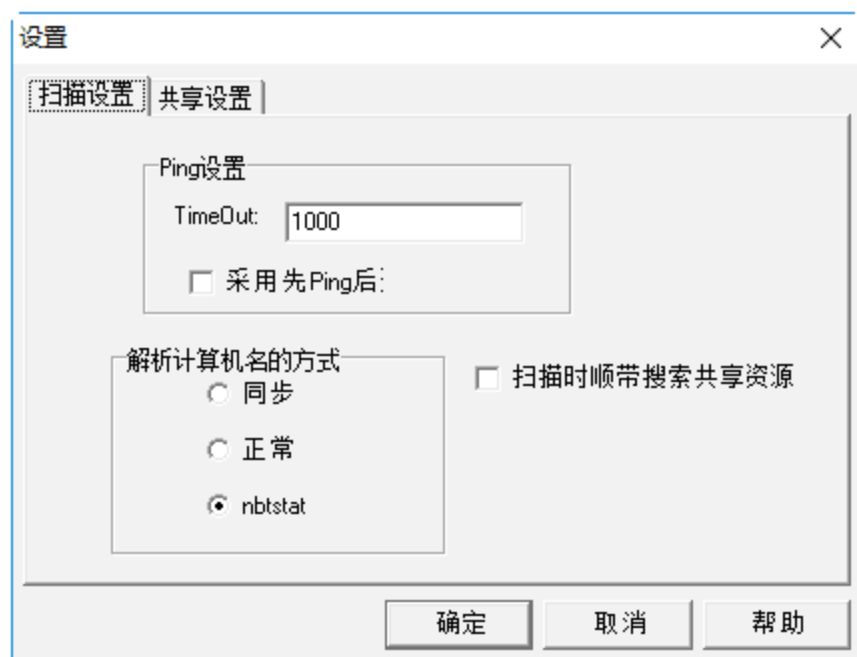 设置
扫描设置 共享设置
Ping设置
TimeOut: 1000
采用先Ping后
解析计算机名的方式
同步
扫描时顺带搜索共享资源
正常
nbtstat
确定 取消 帮助